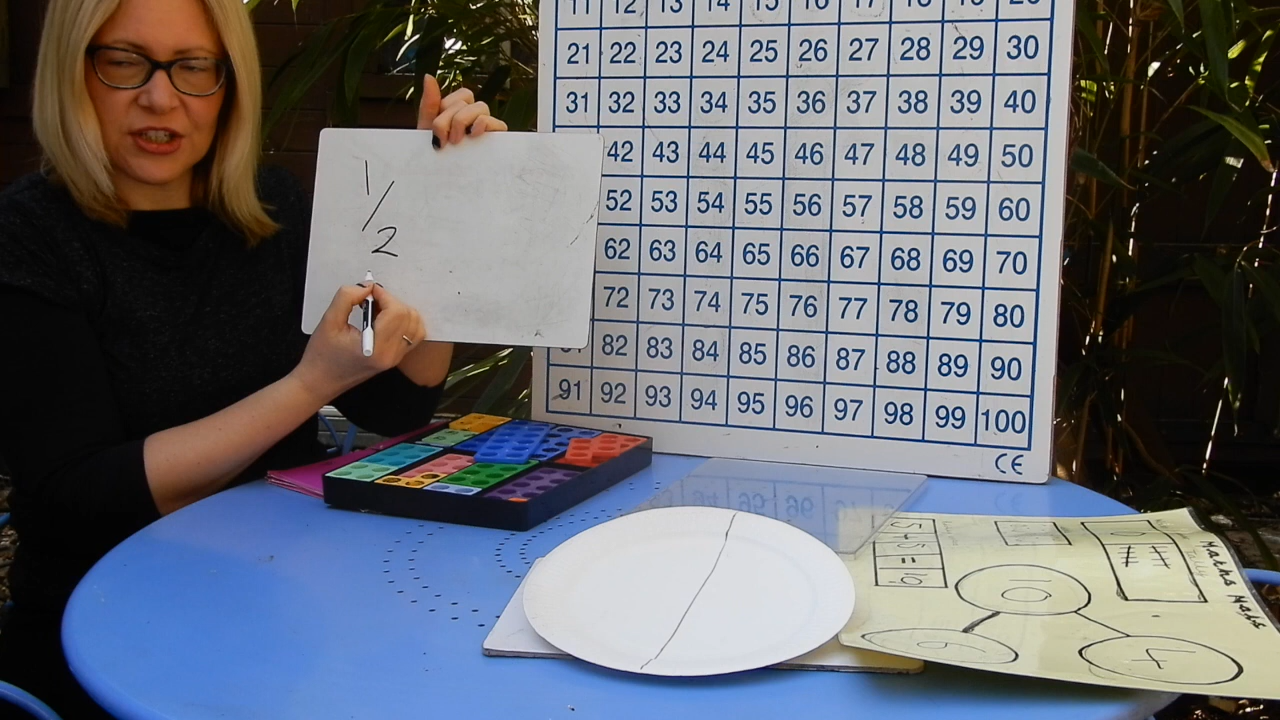 1/2
11 12 13 14 15 16 17 18 19 20
21 22 23 24 25 26 27 28 29 30
31 32 33 34 35 36 37 38 39 40
42 43 44 45 46 47 48 49 50
52 53 54 55 56 57 58 59 60
62 63 64 65 66 67 68 69 70
72 73 74 75 76 77 78 79 80
82 83 84 85 86 87 88 89 90
91 92 93 94 95 96 97 98 99 100
CE
Maths Mats
5+5=10
10
6
4